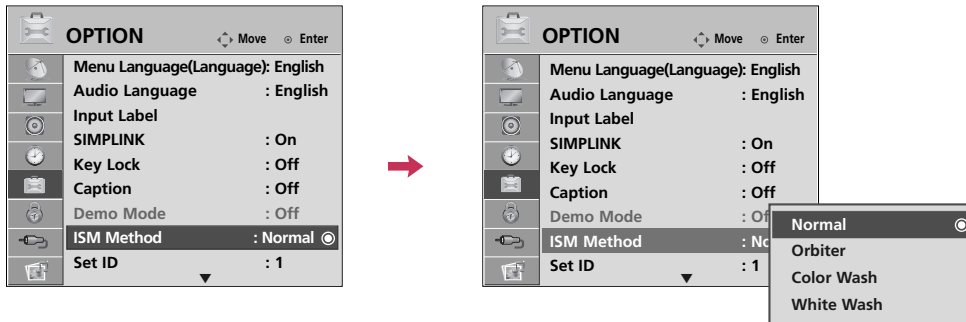 OPTION Move Enter
Menu Language(Language): English
Audio Language : English
Input Label
SIMPLINK : On
Key Lock : Off
Caption : Off
Demo Mode : Off
ISM Method : Normal
Set ID : 1
OPTION Move Enter
Menu Language(Language): English
Audio Language : English
Input Label
SIMPLINK : On
Key Lock : Off
Caption : Off
Demo Mode : Of
ISM Method : No
Set ID : 1
Normal
Orbiter
Color Wash
White Wash